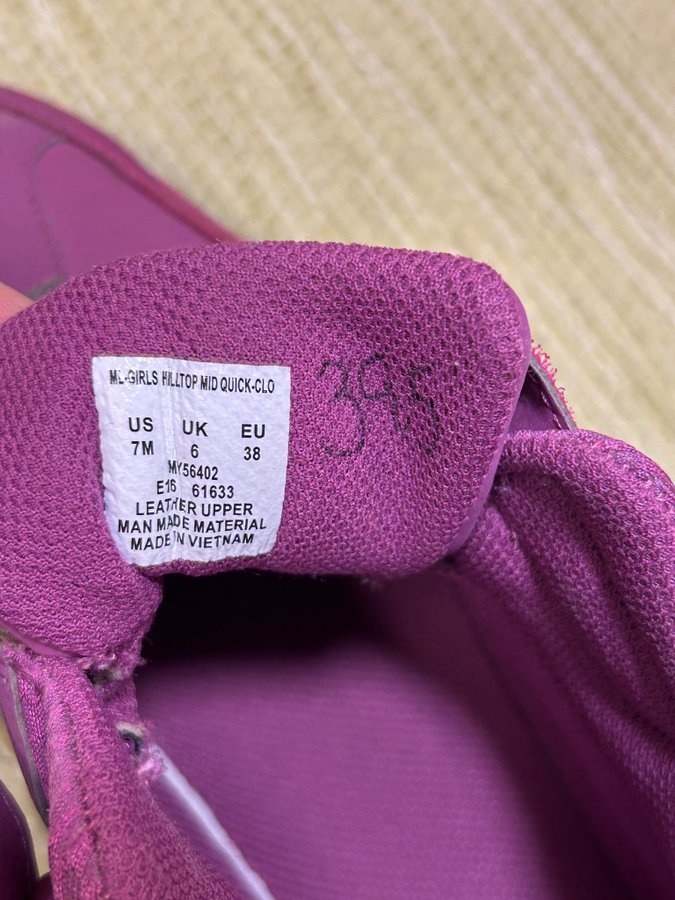 ML-GIRLS HILLTOP MID QUICK-CLO
US UK EU
7M 6 38
MY56402
E16 61633
LEATHER UPPER
MAN MADE MATERIAL
MADE IN VIETNAM
395